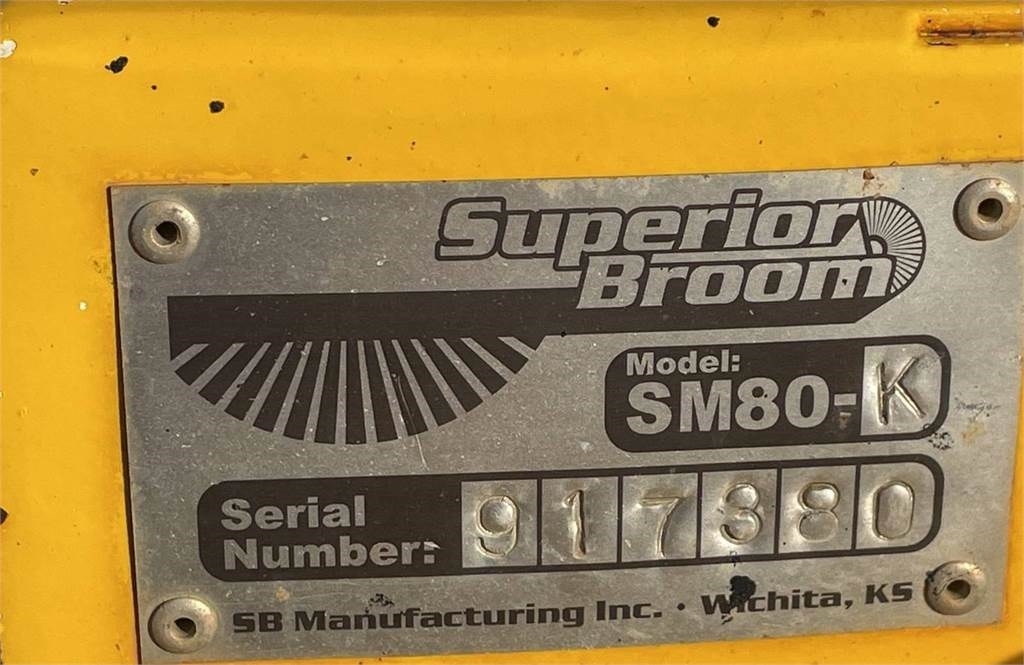 Superior
Broom
Model:
SM80-K
Serial
Number: 917380
SB Manufacturing Inc. • Wichita, KS